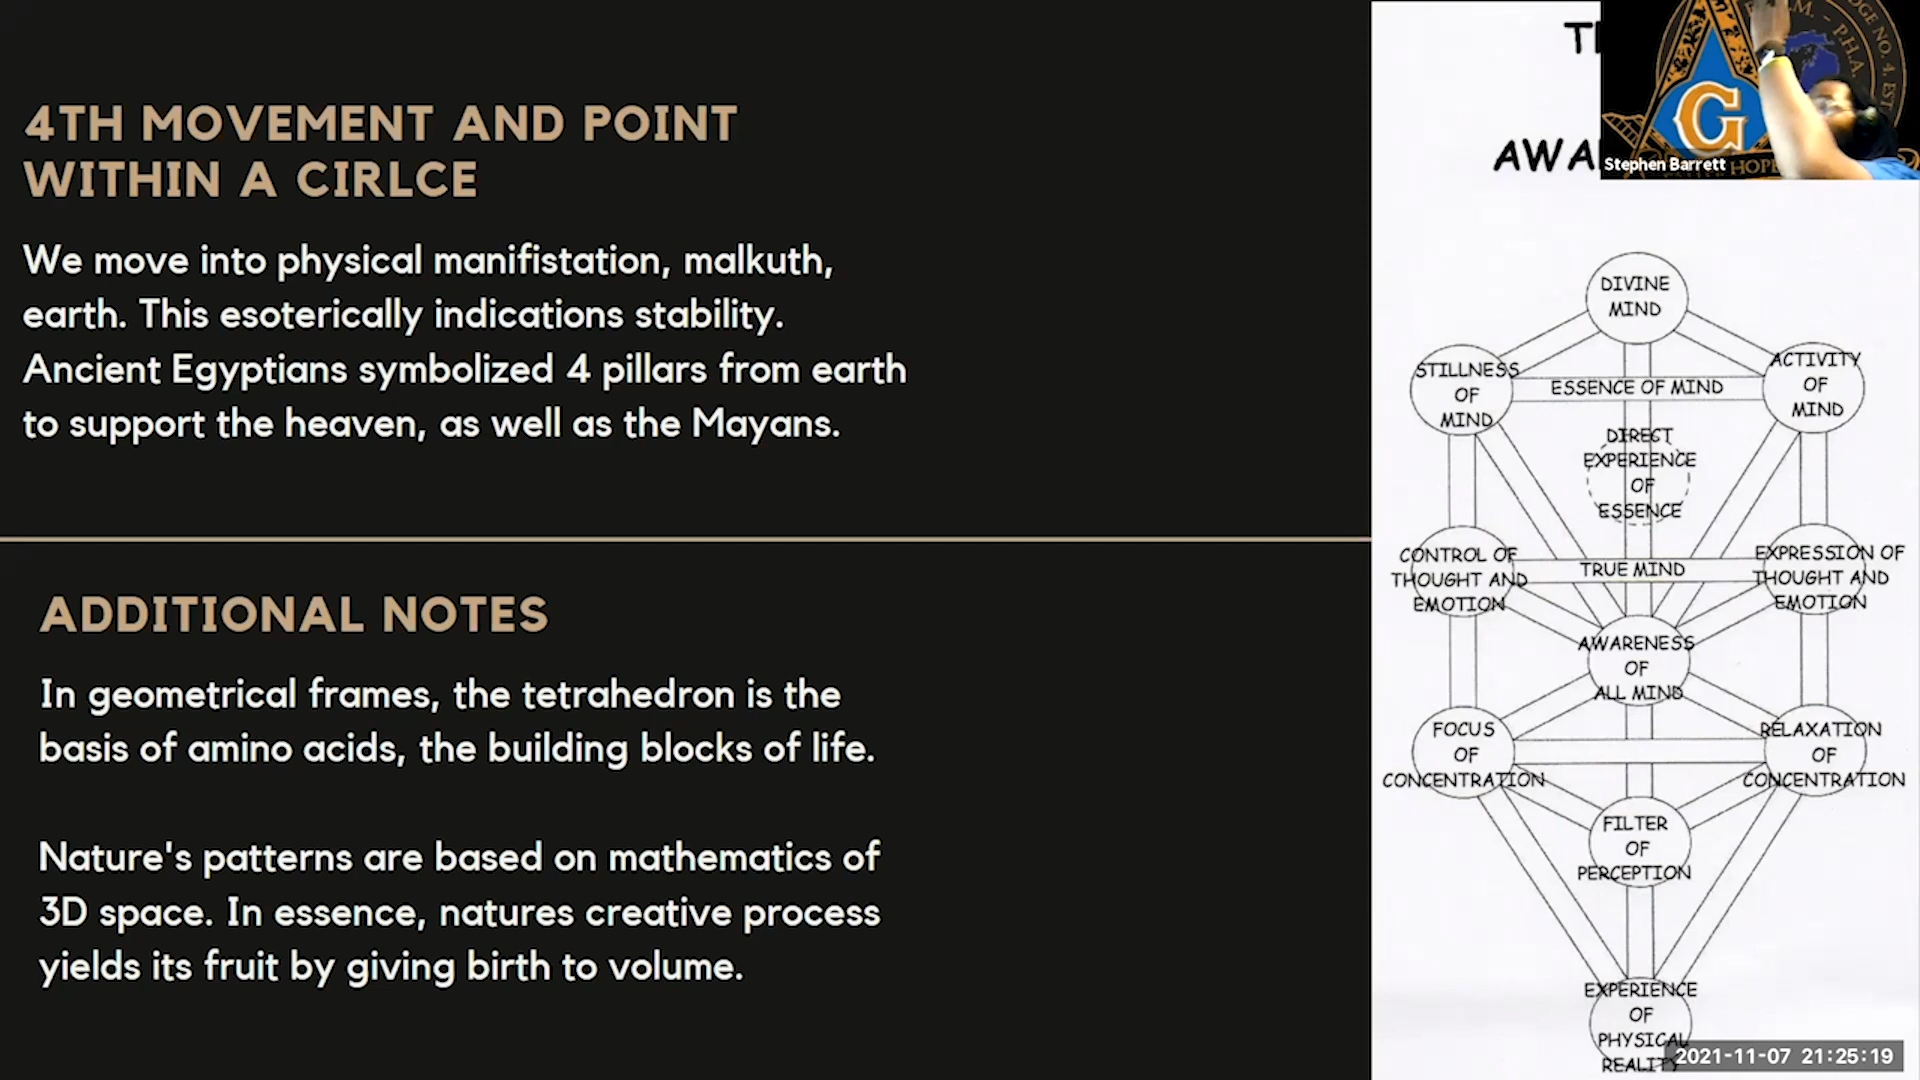 4TH MOVEMENT AND POINT
WITHIN A CIRLCE
We move into physical manifistation, malkuth,
earth. This esoterically indications stability.
Ancient Egyptians symbolized 4 pillars from earth
to support the heaven, as well as the Mayans.
ADDITIONAL NOTES
In geometrical frames, the tetrahedron is the
basis of amino acids, the building blocks of life.
Nature's patterns are based on mathematics of
3D space. In essence, natures creative process
yields its fruit by giving birth to volume.
G
LODGE NO. 4, EST
P.H.A.
HOPE
Stephen Barrett
DIVINE
MIND
STILLNESS
OF
MIND
ESSENCE OF MIND
ACTIVITY
OF
MIND
DIRECT
EXPERIENCE
OF
ESSENCE
CONTROL OF
THOUGHT AND
EMOTION
TRUE MIND
EXPRESSION OF
THOUGHT AND
EMOTION
AWARENESS
OF
ALL MIND
FOCUS
OF
CONCENTRATION
RELAXATION
OF
CONCENTRATION
FILTER
OF
PERCEPTION
EXPERIENCE
OF
PHYSICAL
REALITY
2021-11-07 21:25:19